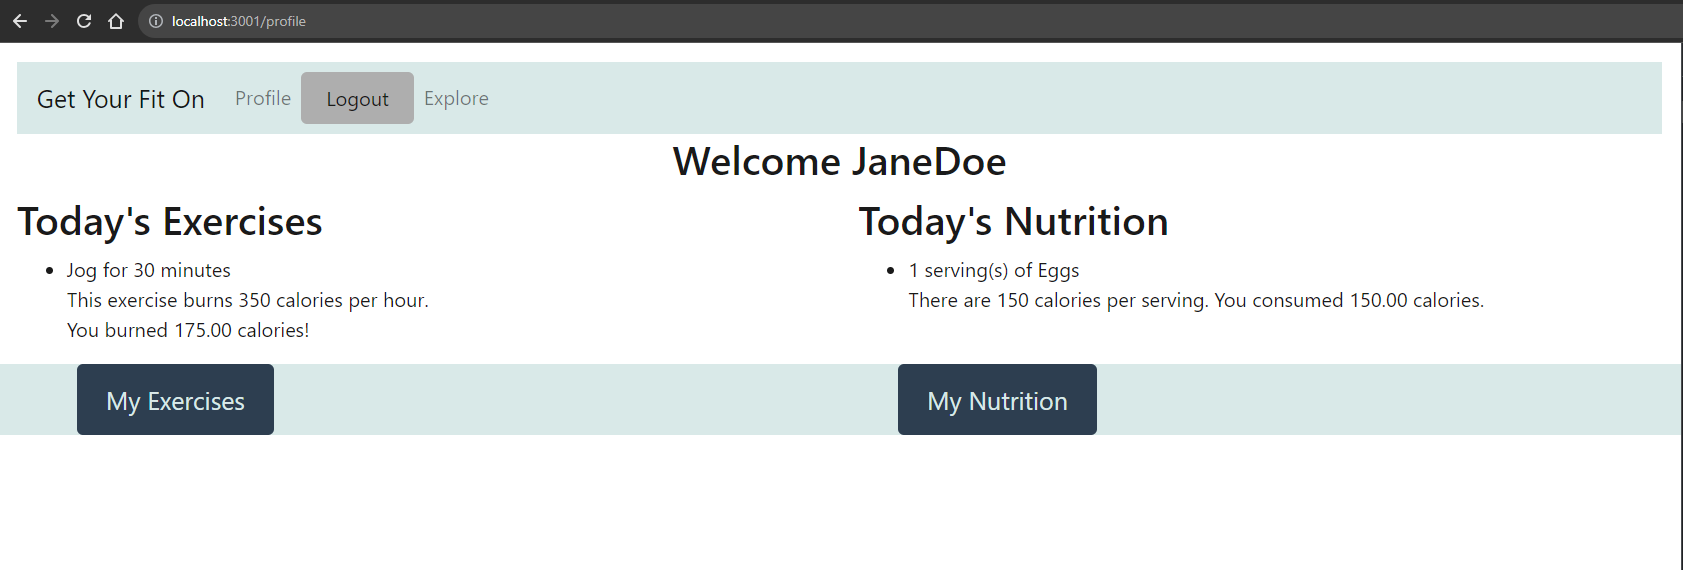 localhost:3001/profile
Get Your Fit On Profile Logout Explore
Welcome JaneDoe
Today's Exercises
Jog for 30 minutes
This exercise burns 350 calories per hour.
You burned 175.00 calories!
Today's Nutrition
1 serving(s) of Eggs
There are 150 calories per serving. You consumed 150.00 calories.
My Exercises
My Nutrition